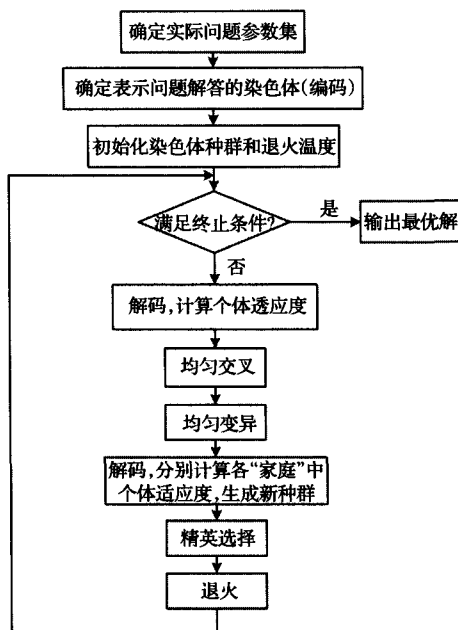 确定实际问题参数集
确定表示问题解答的染色体(编码)
初始化染色体种群和退火温度
满足终止条件?
是
输出最优解
否
解码,计算个体透应度
均匀交叉
均匀变异
解码,分别计算各“家庭”中
个体适应度,生成新种群
精英选择
退火